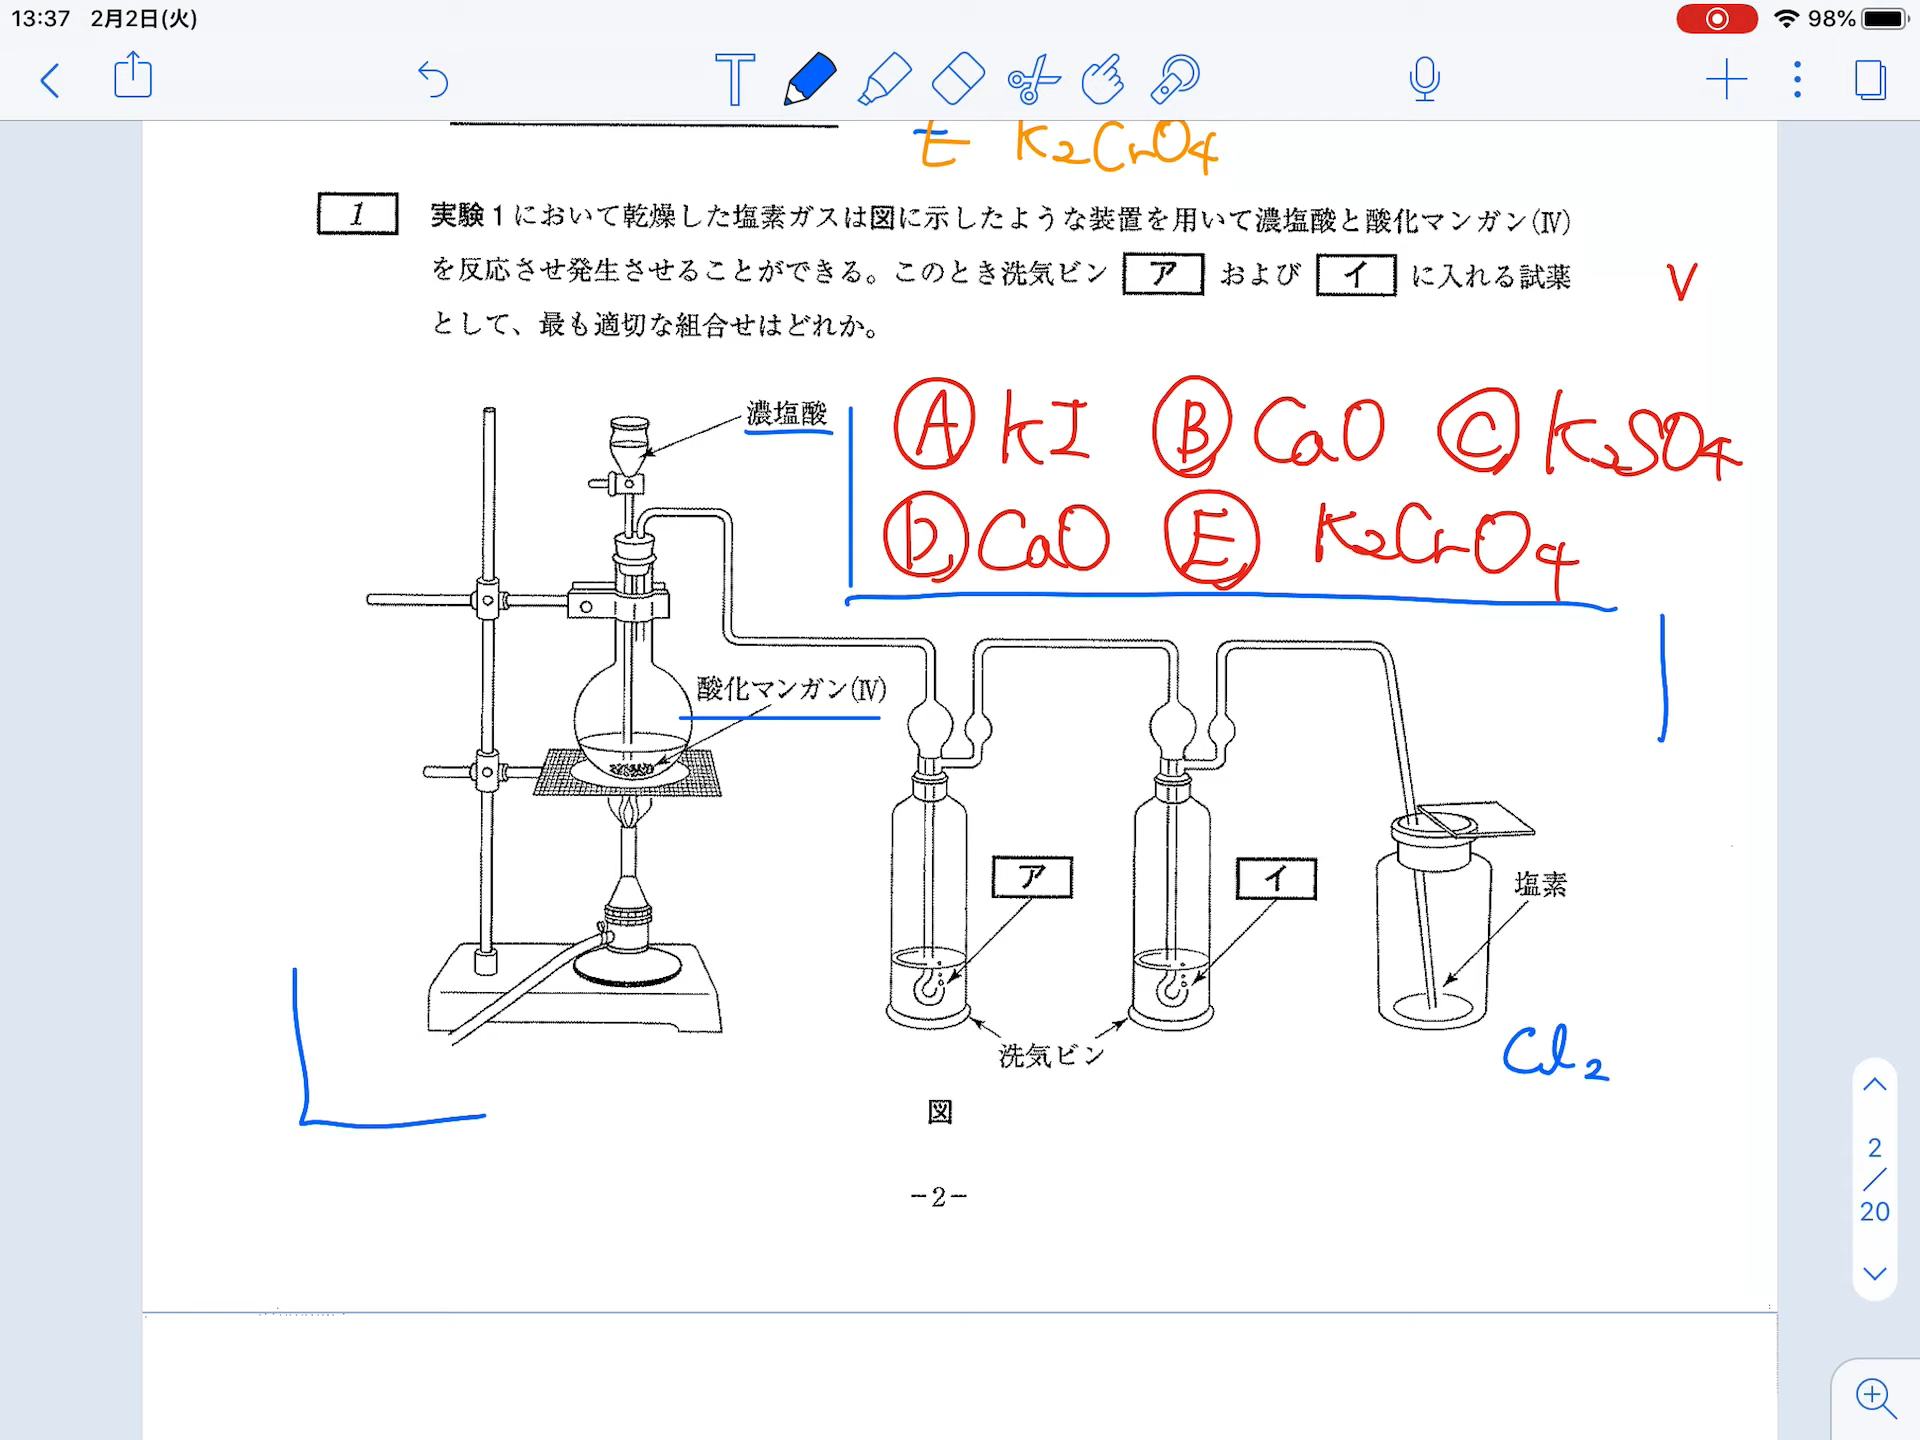 13:37 2月2日(火)
98%
E K2CrO4
1 実験1において乾燥した塩素ガスは図に示したような装置を用いて濃塩酸と酸化マンガン(Ⅳ)
を反応させ発生させることができる。このとき洗気ビン ア および イ に入れる試薬
として、最も適切な組合せはどれか。
V
濃塩酸
A KI B CaO C K2SO4
D CaO E K2CrO4
酸化マンガン(Ⅳ)
ア
イ
塩素
洗気ビン
Cl2
図
-2-
2
/
20